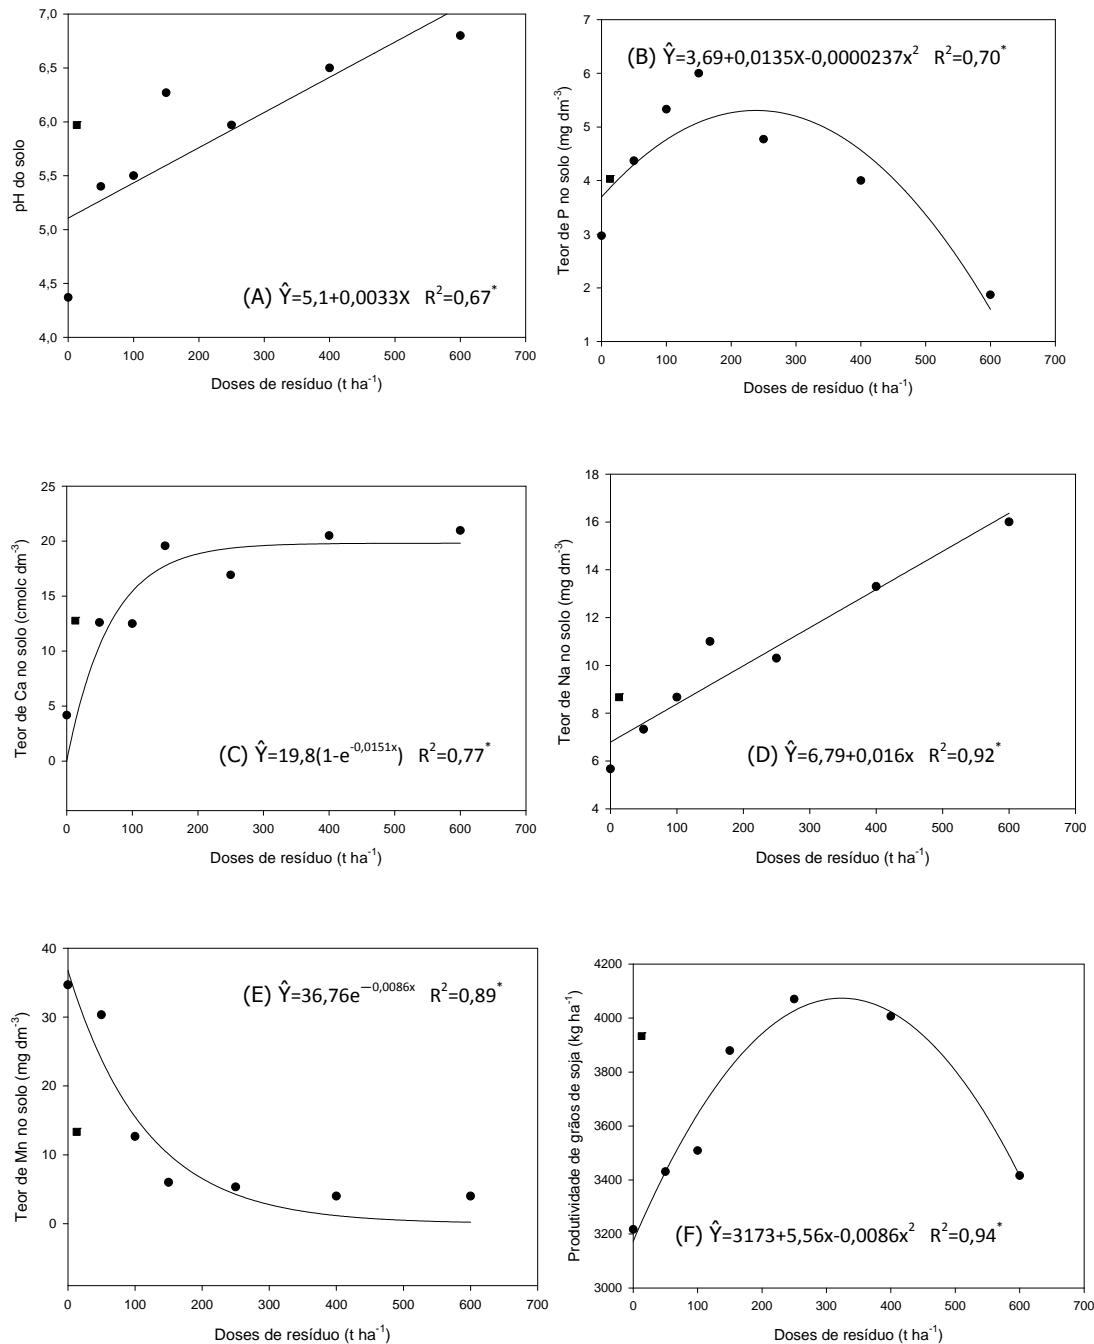 7,0
6,5
6,0
5,5
5,0
4,5
4,0
pH do solo
(A) Ŷ=5,1+0,0033X R²=0,67*
0 100 200 300 400 500 600 700
Doses de resíduo (t ha⁻¹)
(B) Ŷ=3,69+0,0135X-0,0000237x² R²=0,70*
6
5
4
3
2
1
Teor de P no solo (mg dm⁻³)
0 100 200 300 400 500 600 700
Doses de resíduo (t ha⁻¹)
25
20
15
10
5
0
Teor de Ca no solo (cmolc dm⁻³)
(C) Ŷ=19,8(1-e⁻⁰,⁰¹⁵¹ˣ) R²=0,77*
0 100 200 300 400 500 600 700
Doses de resíduo (t ha⁻¹)
18
16
14
12
10
8
6
4
Teor de Na no solo (mg dm⁻³)
(D) Ŷ=6,79+0,016x R²=0,92*
0 100 200 300 400 500 600 700
Doses de resíduo (t ha⁻¹)
40
30
20
10
0
Teor de Mn no solo (mg dm⁻³)
(E) Ŷ=36,76e⁻⁰,⁰⁰⁸⁶ˣ R²=0,89*
0 100 200 300 400 500 600 700
Doses de resíduo (t ha⁻¹)
4200
4000
3800
3600
3400
3200
3000
Produtividade de grãos de soja (kg ha⁻¹)
(F) Ŷ=3173+5,56x-0,0086x² R²=0,94*
0 100 200 300 400 500 600 700
Doses de resíduo (t ha⁻¹)